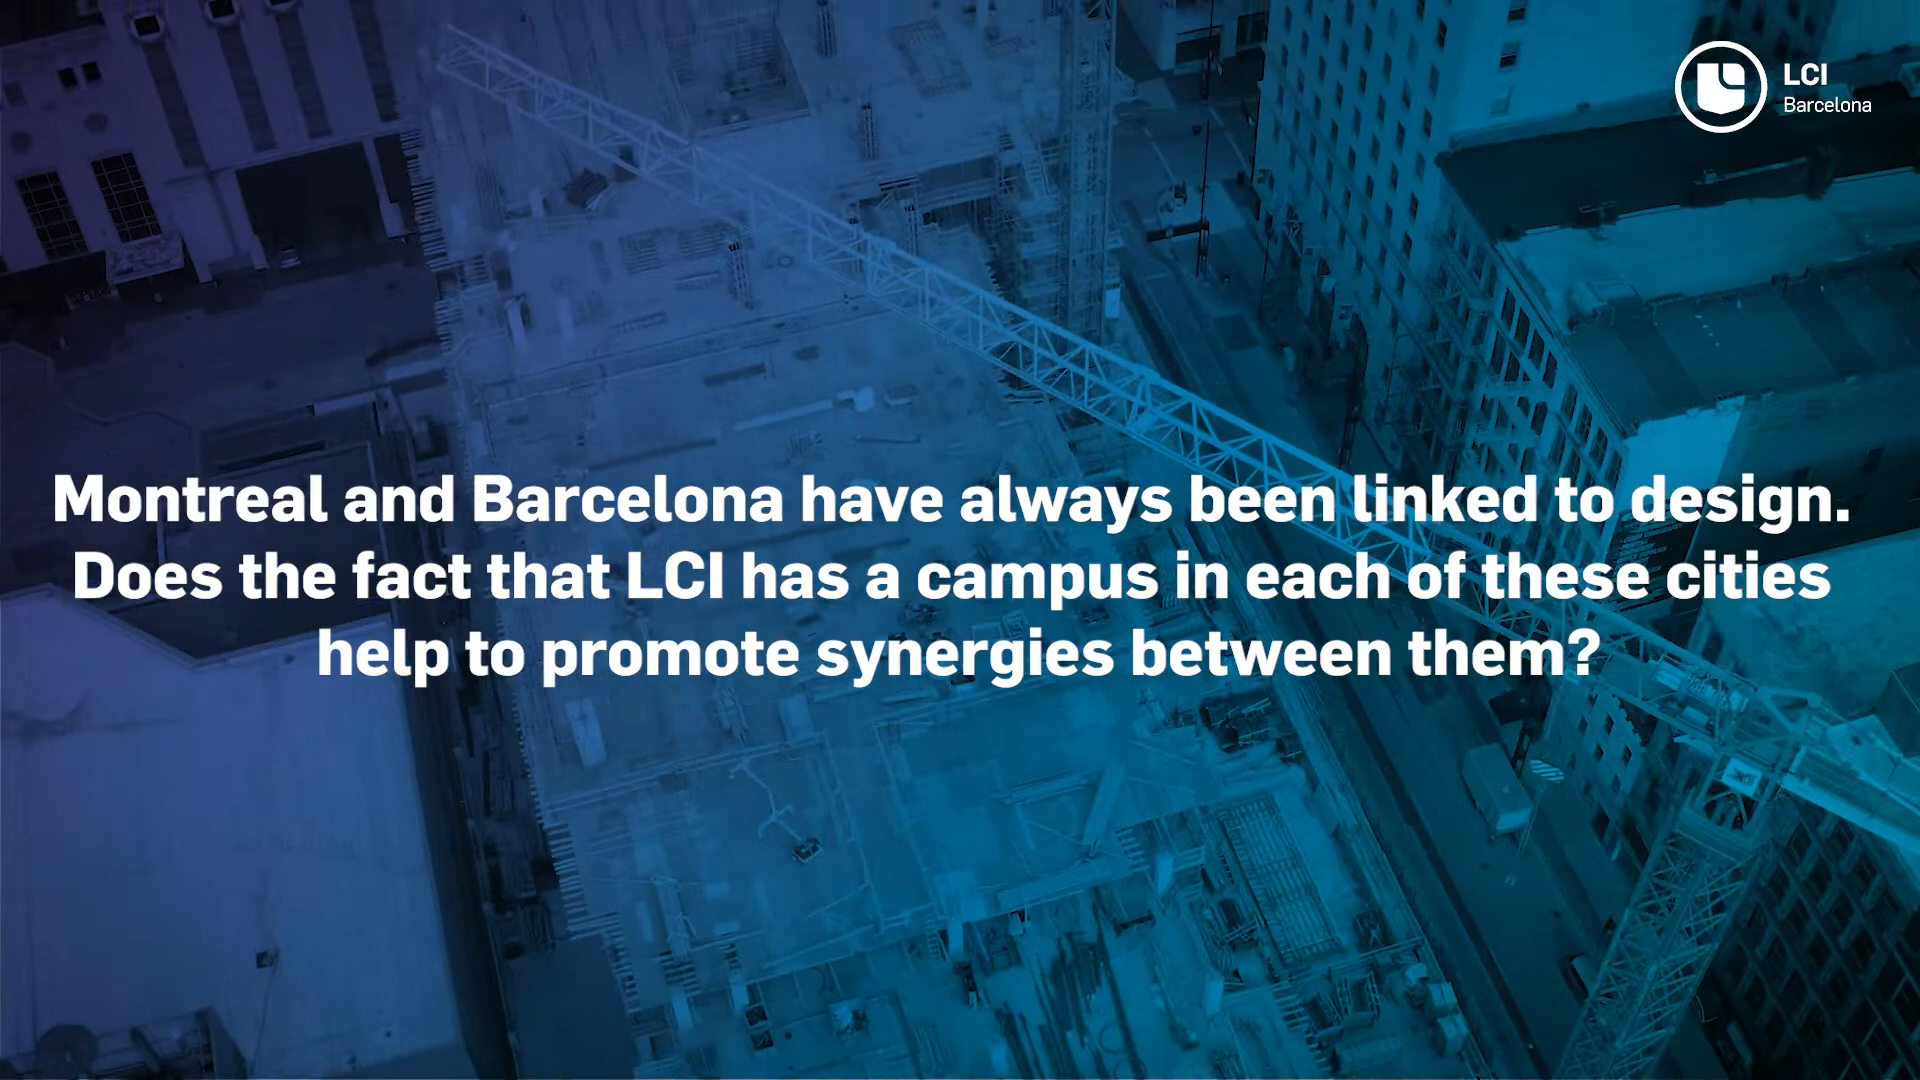 LCI
Barcelona
Montreal and Barcelona have always been linked to design.
Does the fact that LCI has a campus in each of these cities
help to promote synergies between them?